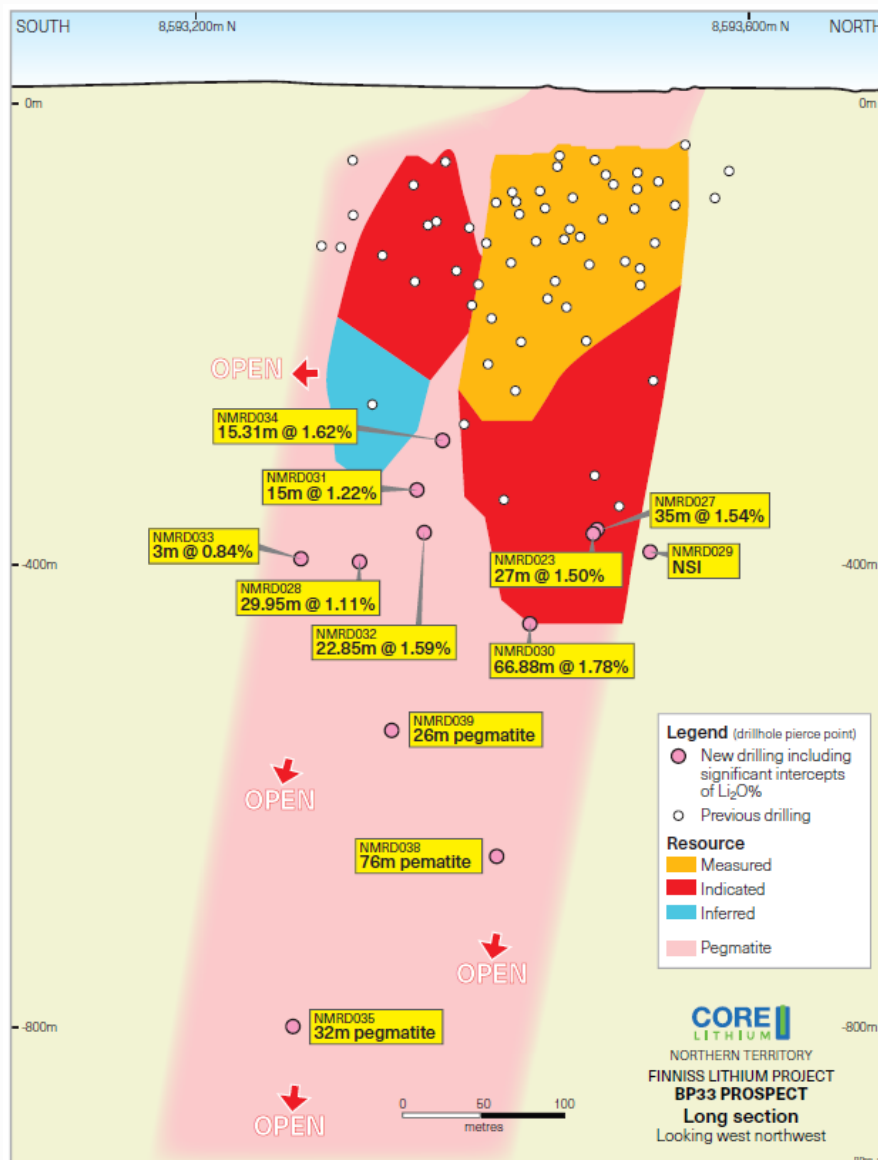 SOUTH
8,593,200m N
8,593,600m N
NORTH
0m
0m
OPEN
NMRD034
15.31m @ 1.62%
NMRD031
15m @ 1.22%
NMRD027
35m @ 1.54%
NMRD033
3m @ 0.84%
NMRD023
27m @ 1.50%
NMRD029
NSI
-400m
-400m
NMRD028
29.95m @ 1.11%
NMRD032
22.85m @ 1.59%
NMRD030
66.88m @ 1.78%
NMRD039
26m pegmatite
OPEN
NMRD038
76m pematite
OPEN
NMRD035
32m pegmatite
-800m
-800m
OPEN
0 50 100
metres
Legend (drillhole pierce point)
New drilling including
significant intercepts
of Li₂O%
Previous drilling
Resource
Measured
Indicated
Inferred
Pegmatite
CORE
LITHIUM
NORTHERN TERRITORY
FINNISS LITHIUM PROJECT
BP33 PROSPECT
Long section
Looking west northwest